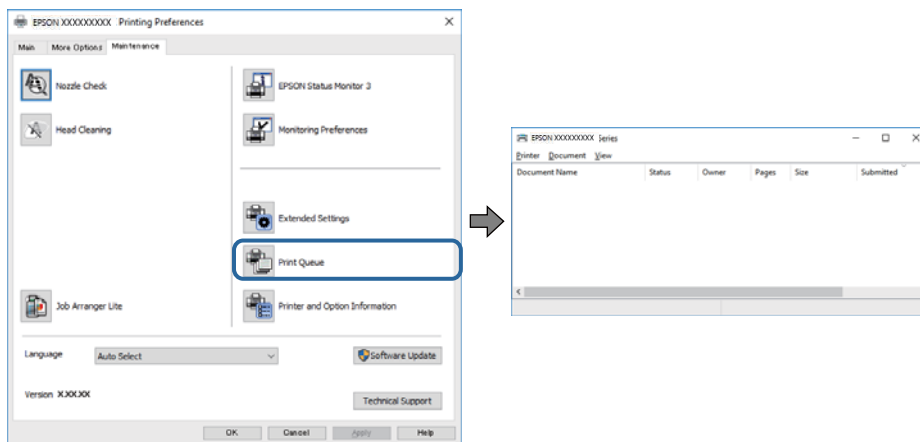 EPSON XXXXXXXXX Printing Preferences
Main More Options Maintenance
Nozzle Check
EPSON Status Monitor 3
Head Cleaning
Monitoring Preferences
Extended Settings
Print Queue
Job Arranger Lite
Printer and Option Information
Language Auto Select
Software Update
Version X.XX.XX
Technical Support
OK Cancel Apply Help
EPSON XXXXXXXXXX Series
Printer Document View
Document Name Status Owner Pages Size Submitted